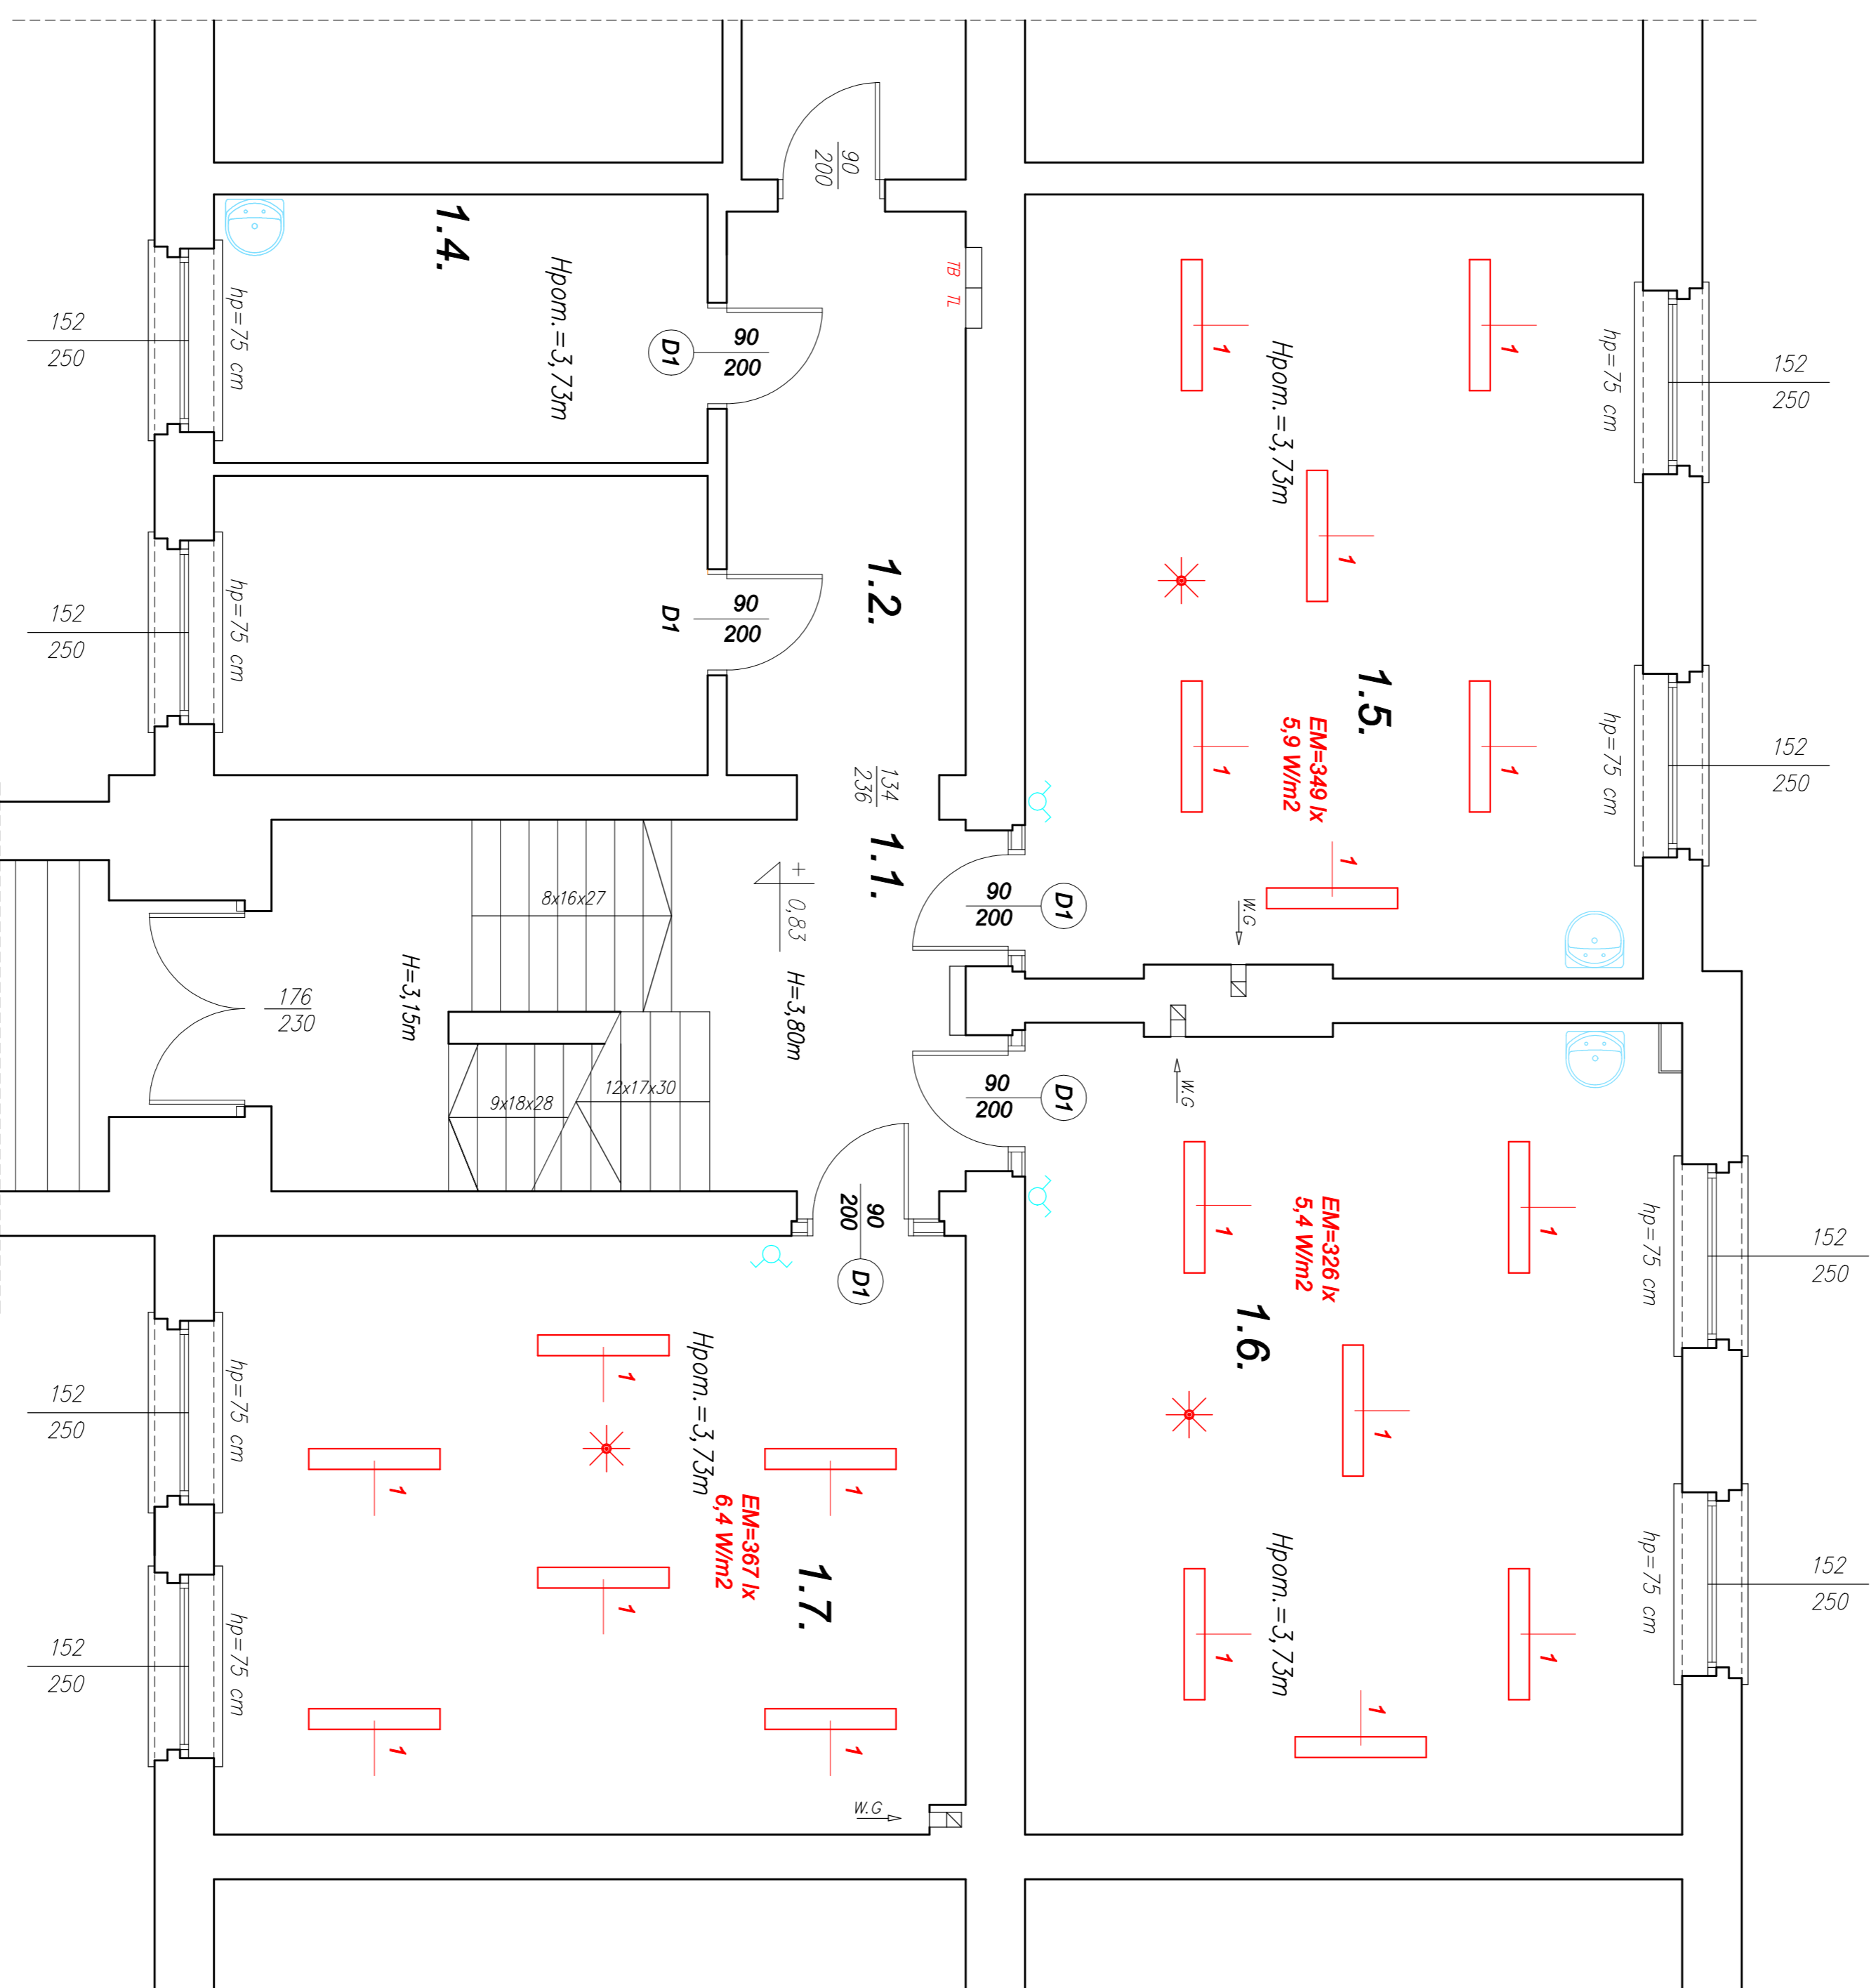 90
200
TB TL
1.4.
Hpom.=3,73m
hp=75 cm
152
250
D1
90
200
hp=75 cm
152
250
D1
90
200
1.2.
134
236
1.1.
+ 0,83
H=3,80m
H=3,15m
8x16x27
9x18x28
12x17x30
176
230
Hpom.=3,73m
1.5.
EM=349 lx
5,9 W/m2
1
1
1
1
1
1
hp=75 cm
152
250
hp=75 cm
152
250
90
200
D1
W.G
W.G
90
200
D1
EM=326 lx
5,4 W/m2
1.6.
Hpom.=3,73m
1
1
1
1
1
1
hp=75 cm
152
250
hp=75 cm
152
250
90
200
D1
Hpom.=3,73m
EM=367 lx
6,4 W/m2
1.7.
1
1
1
1
1
1
W.G
hp=75 cm
152
250
hp=75 cm
152
250